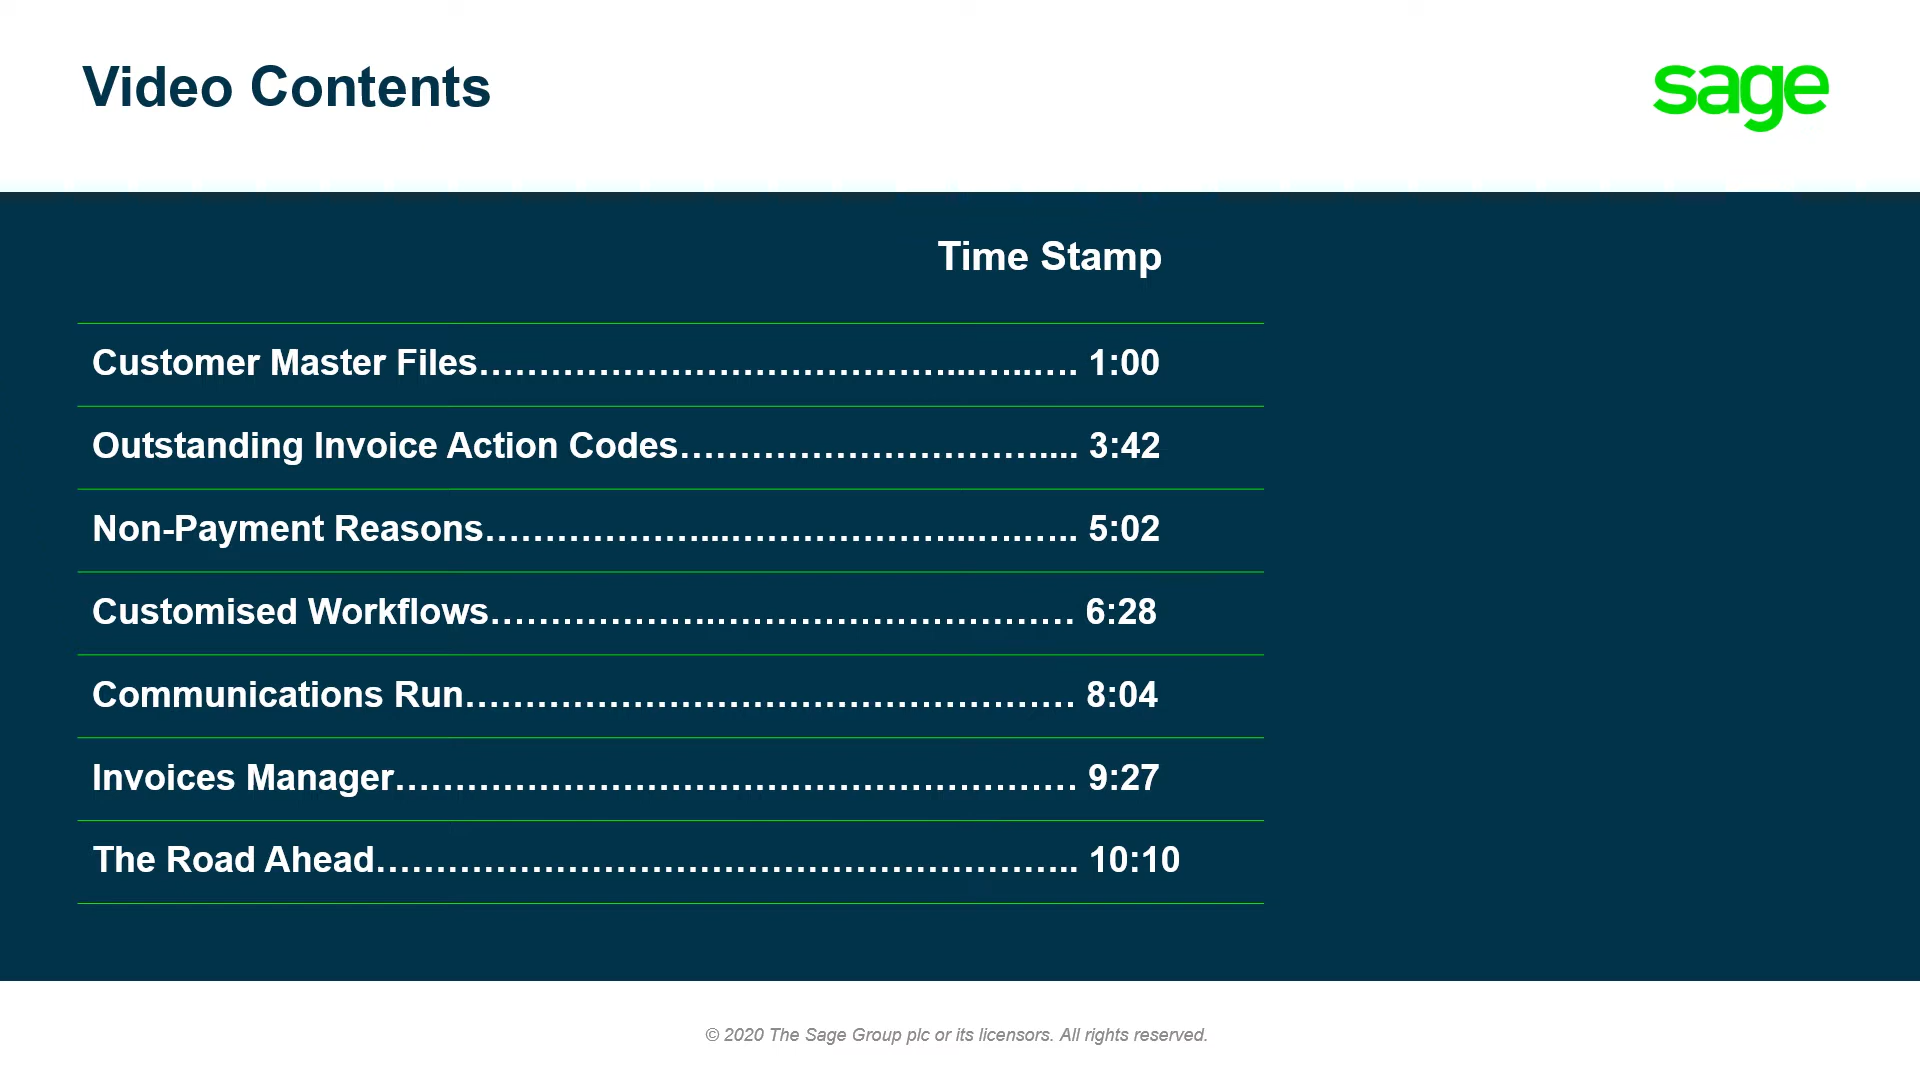 Video Contents
sage
Time Stamp
Customer Master Files…………………………………...…..…. 1:00
Outstanding Invoice Action Codes………………………….... 3:42
Non-Payment Reasons………………...………………...….….. 5:02
Customised Workflows……………….………………………… 6:28
Communications Run…………………………………………… 8:04
Invoices Manager………………………………………………… 9:27
The Road Ahead………………………………………………….. 10:10
© 2020 The Sage Group plc or its licensors. All rights reserved.